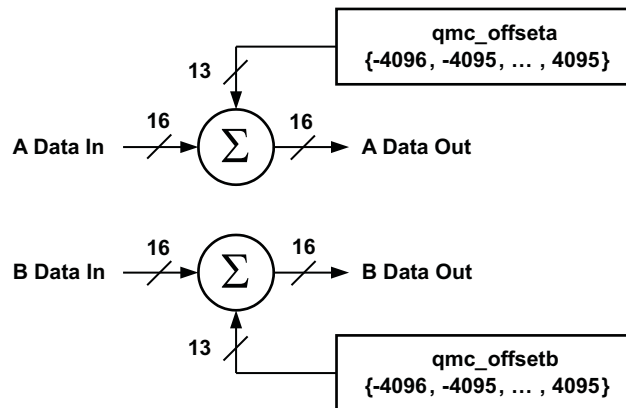 qmc_offseta
{-4096, -4095, … , 4095}
13
16
16
A Data In
Σ
A Data Out
16
16
B Data In
Σ
B Data Out
13
qmc_offsetb
{-4096, -4095, … , 4095}